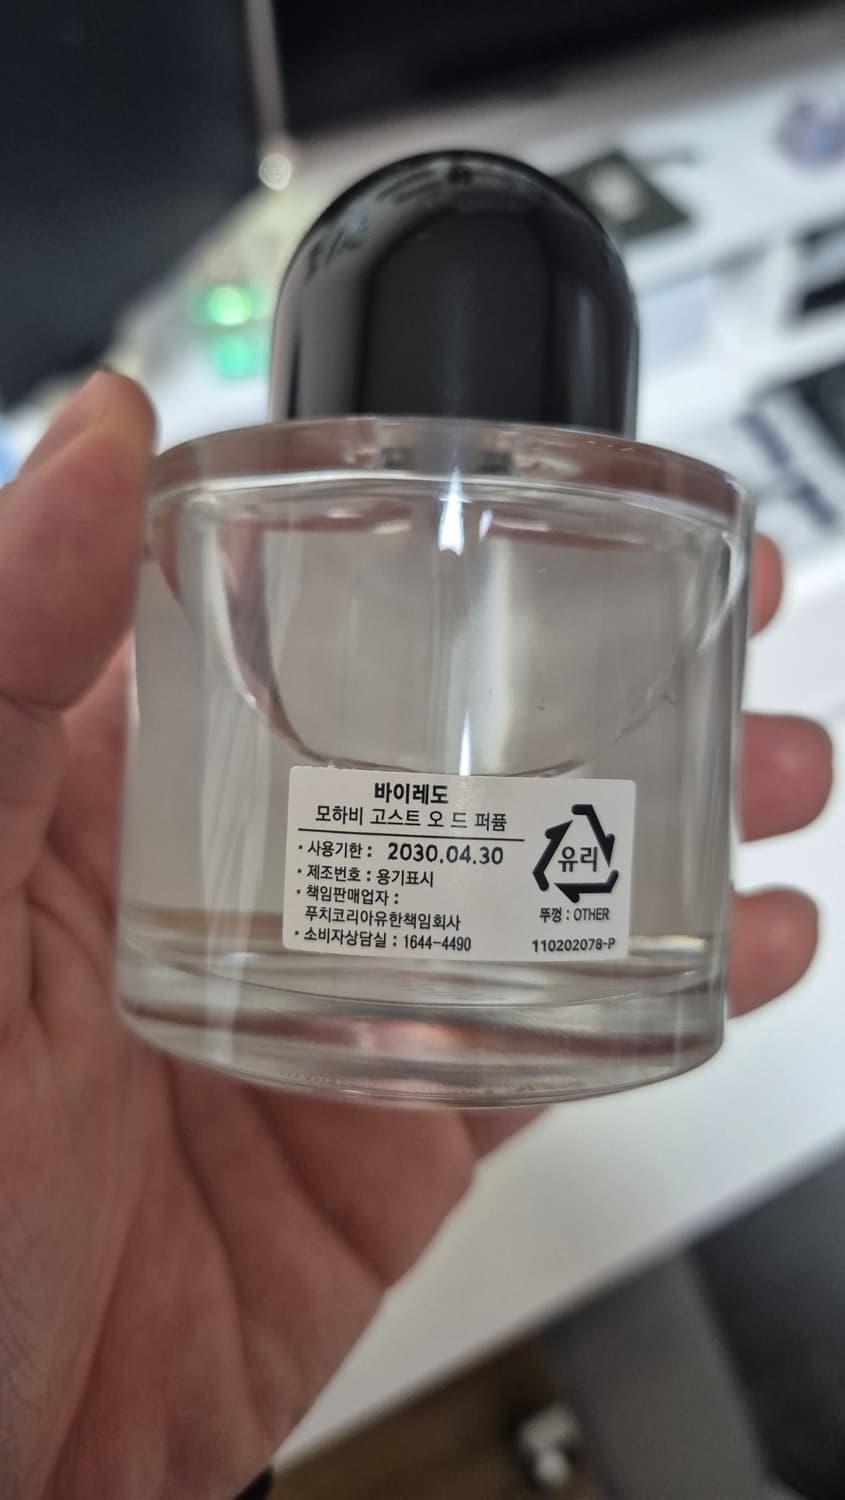 바이레도
모하비 고스트 오 드 퍼퓸
· 사용기한 : 2030.04.30
· 제조번호 : 용기표시
· 책임판매업자 :
푸치코리아유한책임회사
· 소비자상담실 : 1644-4490
유리
뚜껑 : OTHER
110202078-P